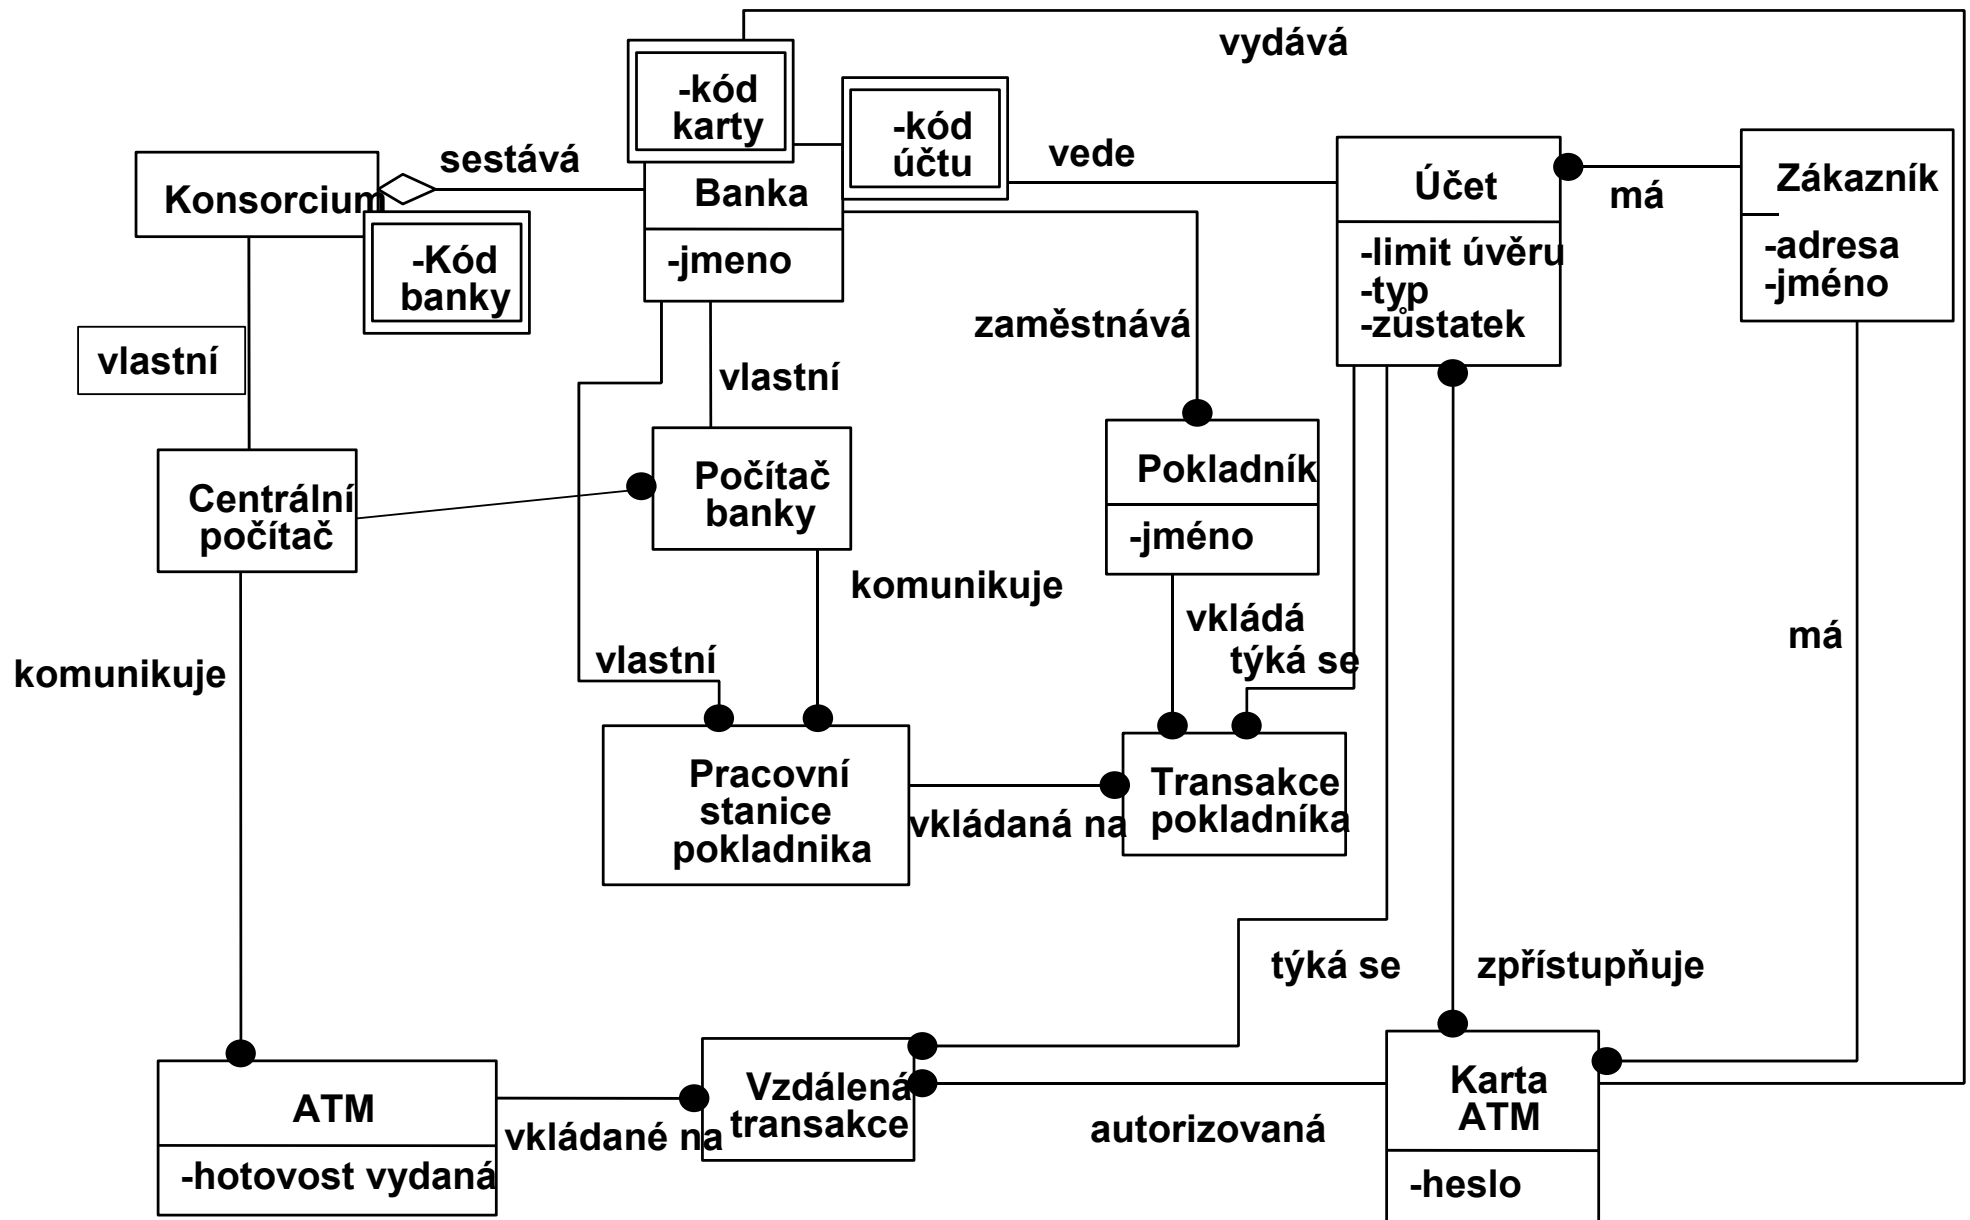 vydává
-kód
karty
-kód
účtu
sestává
vede
Konsorcium
Banka
-jmeno
Účet
-limit úvěru
-typ
-zůstatek
má
Zákazník
-adresa
-jméno
-Kód
banky
zaměstnává
vlastní
vlastní
Centrální
počítač
Počítač
banky
Pokladník
-jméno
komunikuje
vkládá
týká se
má
komunikuje
vlastní
Pracovní
stanice
pokladnika
vkládaná na
Transakce
pokladníka
týká se
zpřístupňuje
ATM
-hotovost vydaná
vkládané na
Vzdálená
transakce
autorizovaná
Karta
ATM
-heslo